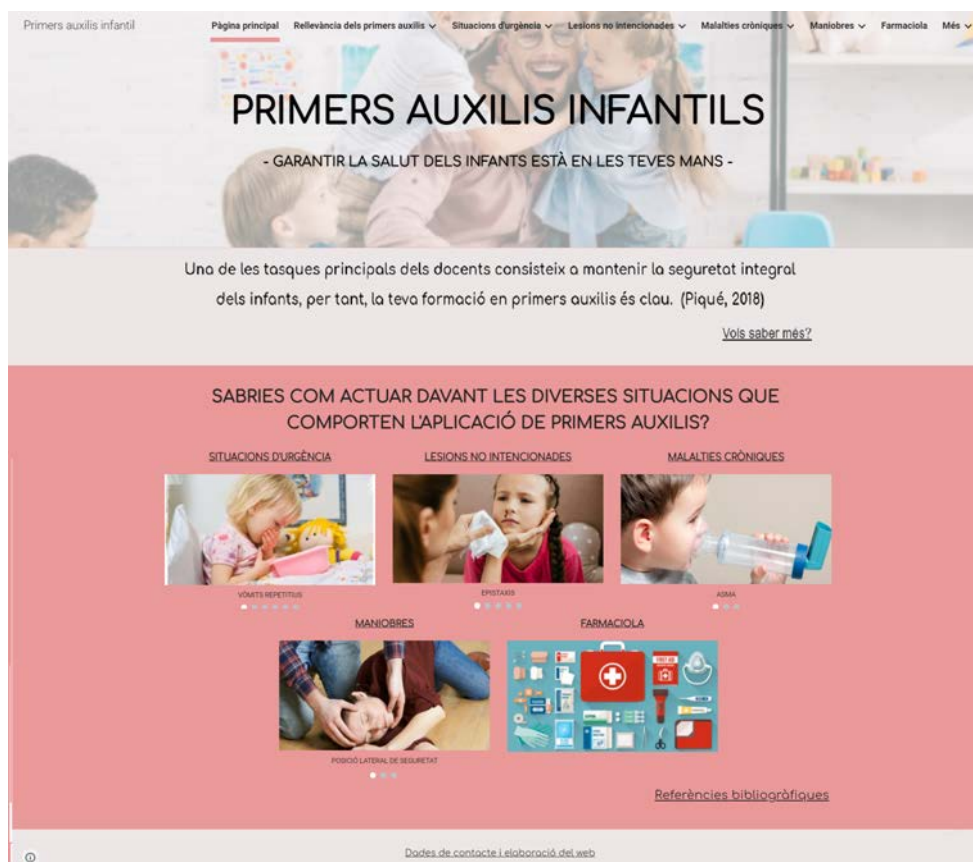 Primers auxilis infantil
Pàgina principal Rellevància dels primers auxilis Situacions d'urgència Lesions no intencionades Malalties cròniques Maniobres Farmaciola Més
PRIMERS AUXILIS INFANTILS
- GARANTIR LA SALUT DELS INFANTS ESTÀ EN LES TEVES MANS -
Una de les tasques principals dels docents consisteix a mantenir la seguretat integral
dels infants, per tant, la teva formació en primers auxilis és clau. (Piqué, 2018)
Vols saber més?
SABRIES COM ACTUAR DAVANT LES DIVERSES SITUACIONS QUE
COMPORTEN L'APLICACIÓ DE PRIMERS AUXILIS?
SITUACIONS D'URGÈNCIA LESIONS NO INTENCIONADES MALALTIES CRÒNIQUES
VÒMITS REPETITIUS EPISTAXIS ASMA
MANIOBRES FARMACIOLA
FIRST AID
POSICIÓ LATERAL DE SEGURETAT
Referències bibliogràfiques
Dades de contacte i elaboració del web